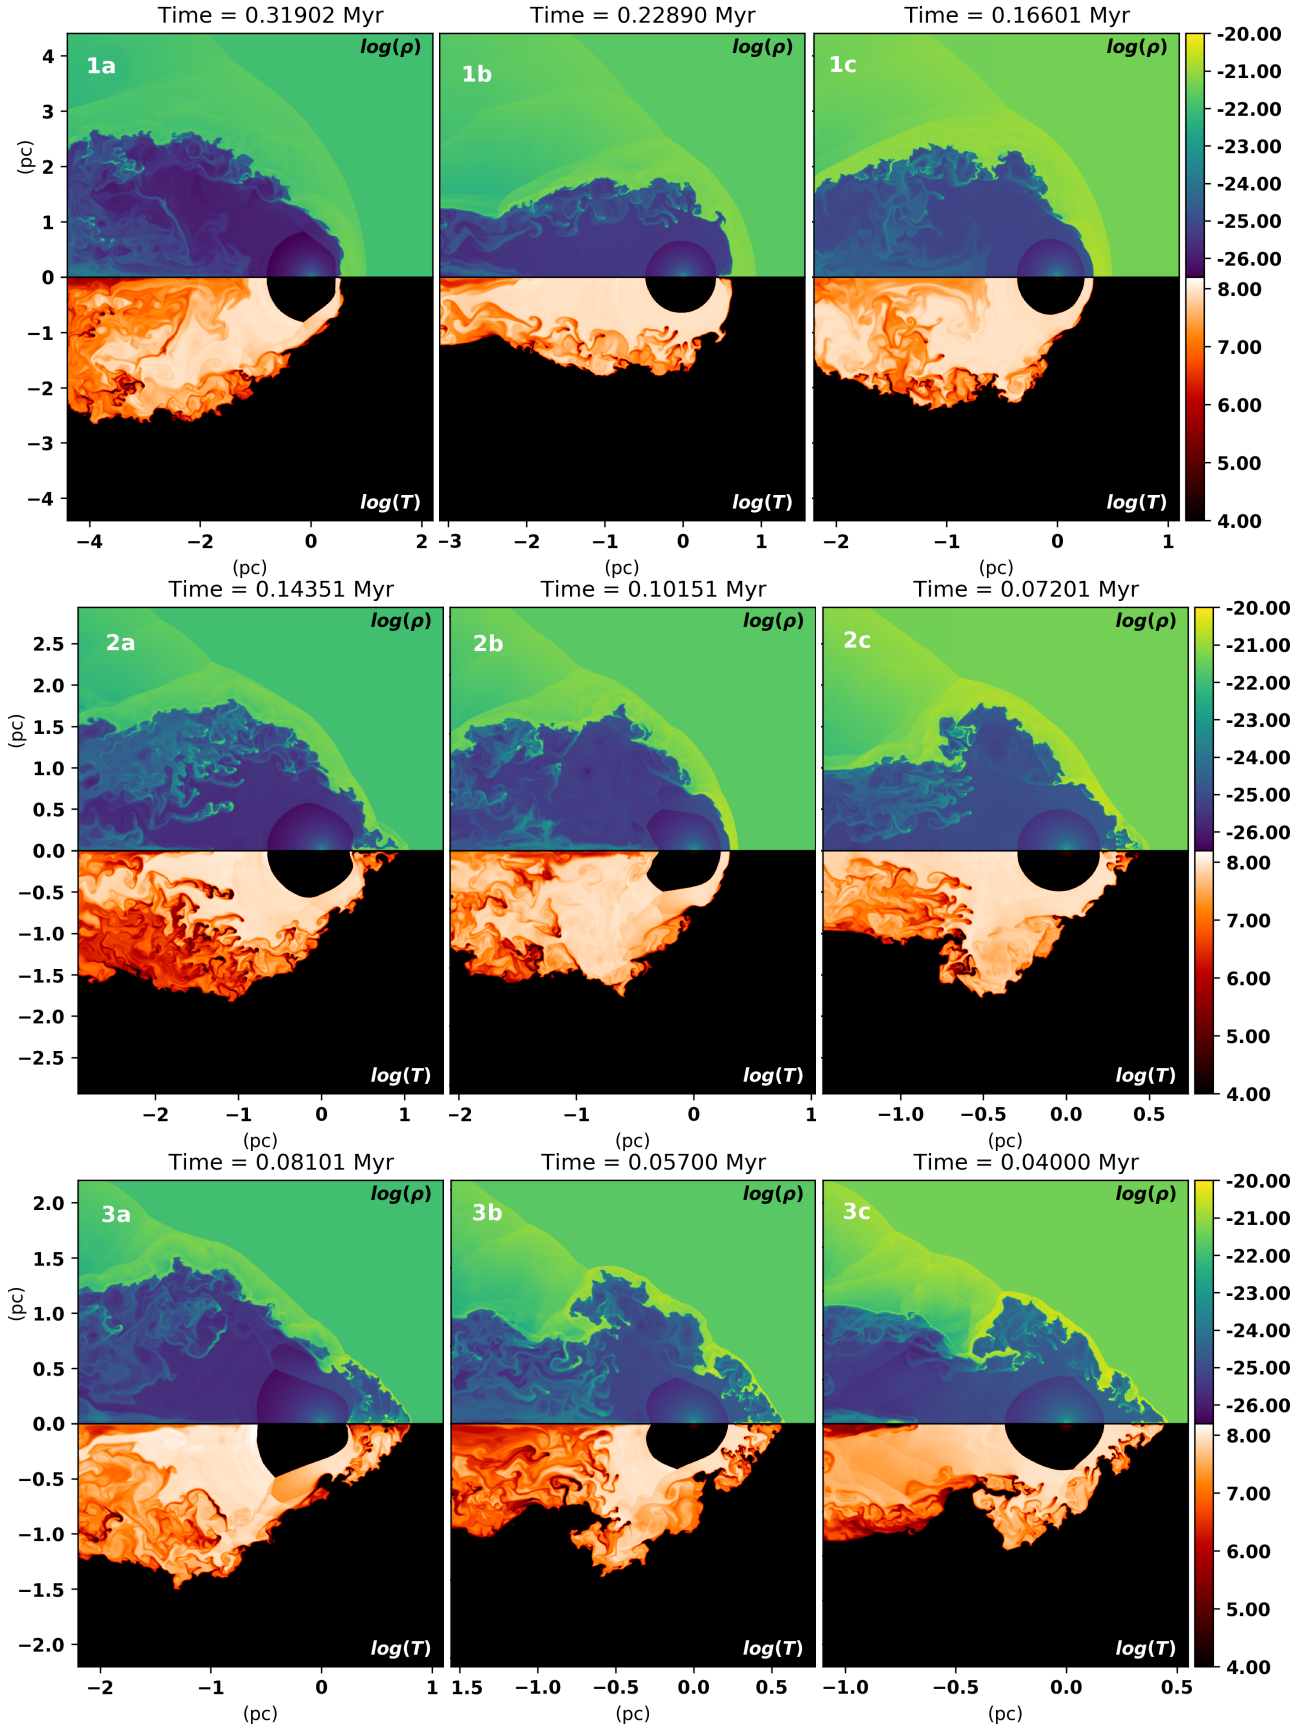 Time = 0.31902 Myr Time = 0.22890 Myr Time = 0.16601 Myr
1a log(ρ) 1b log(ρ) 1c log(ρ)
4 3 2 1 0 −1 −2 −3 −4
(pc)
-20.00 -21.00 -22.00 -23.00 -24.00 -25.00 -26.00
8.00 7.00 6.00 5.00 4.00
log(T) log(T) log(T)
−4 −2 0 2 −3 −2 −1 0 1 −2 −1 0 1
(pc) (pc) (pc)
Time = 0.14351 Myr Time = 0.10151 Myr Time = 0.07201 Myr
2a log(ρ) 2b log(ρ) 2c log(ρ)
2.5 2.0 1.5 1.0 0.5 0.0 −0.5 −1.0 −1.5 −2.0 −2.5
(pc)
-20.00 -21.00 -22.00 -23.00 -24.00 -25.00 -26.00
8.00 7.00 6.00 5.00 4.00
log(T) log(T) log(T)
−2 −1 0 1 −2 −1 0 1 −1.0 −0.5 0.0 0.5
(pc) (pc) (pc)
Time = 0.08101 Myr Time = 0.05700 Myr Time = 0.04000 Myr
3a log(ρ) 3b log(ρ) 3c log(ρ)
2.0 1.5 1.0 0.5 0.0 −0.5 −1.0 −1.5 −2.0
(pc)
-20.00 -21.00 -22.00 -23.00 -24.00 -25.00 -26.00
8.00 7.00 6.00 5.00 4.00
log(T) log(T) log(T)
−2 −1 0 1 1.5 −1.0 −0.5 0.0 0.5 −1.0 −0.5 0.0 0.5
(pc) (pc) (pc)